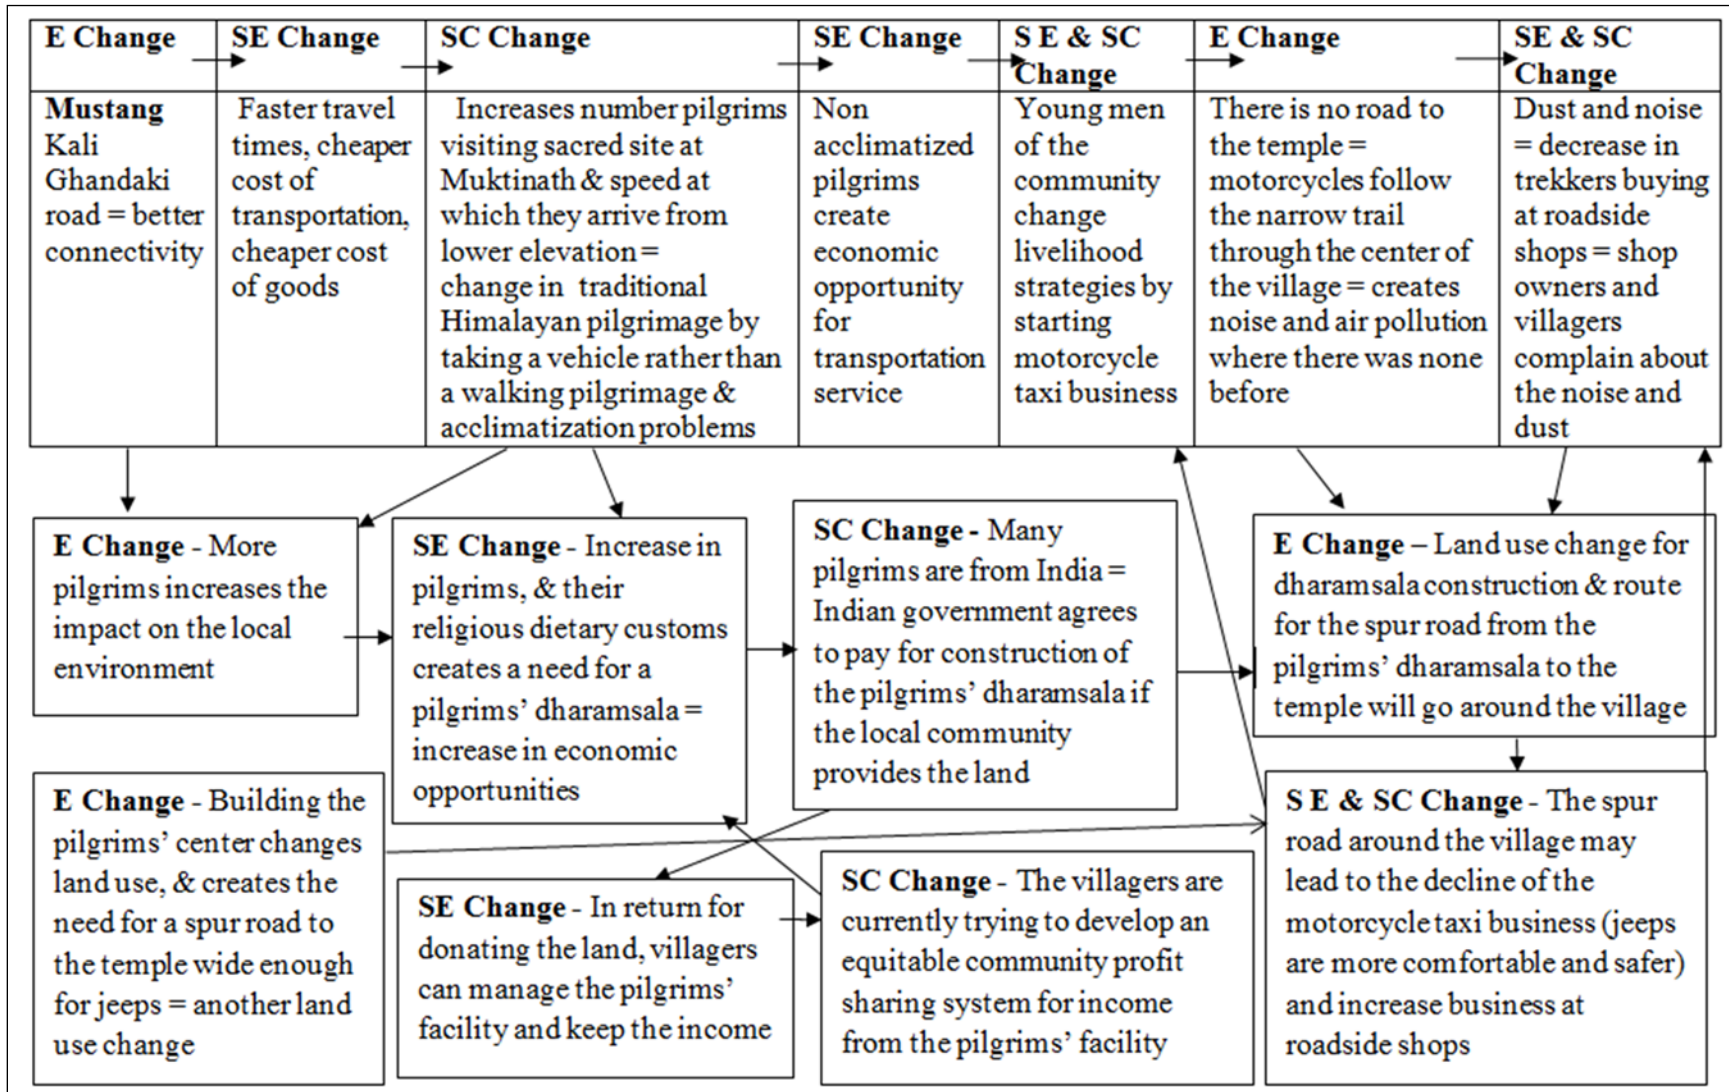 E Change
SE Change
SC Change
SE Change
S E & SC
Change
E Change
SE & SC
Change
Mustang
Kali
Ghandaki
road = better
connectivity
Faster travel
times, cheaper
cost of
transportation,
cheaper cost
of goods
Increases number pilgrims
visiting sacred site at
Muktinath & speed at
which they arrive from
lower elevation =
change in traditional
Himalayan pilgrimage by
taking a vehicle rather than
a walking pilgrimage &
acclimatization problems
Non
acclimatized
pilgrims
create
economic
opportunity
for
transportation
service
Young men
of the
community
change
livelihood
strategies by
starting
motorcycle
taxi business
There is no road to
the temple =
motorcycles follow
the narrow trail
through the center of
the village = creates
noise and air pollution
where there was none
before
Dust and noise
= decrease in
trekkers buying
at roadside
shops = shop
owners and
villagers
complain about
the noise and
dust
E Change - More
pilgrims increases the
impact on the local
environment
SE Change - Increase in
pilgrims, & their
religious dietary customs
creates a need for a
pilgrims' dharamsala =
increase in economic
opportunities
SC Change - Many
pilgrims are from India =
Indian government agrees
to pay for construction of
the pilgrims' dharamsala if
the local community
provides the land
E Change – Land use change for
dharamsala construction & route
for the spur road from the
pilgrims' dharamsala to the
temple will go around the village
E Change - Building the
pilgrims' center changes
land use, & creates the
need for a spur road to
the temple wide enough
for jeeps = another land
use change
SE Change - In return for
donating the land, villagers
can manage the pilgrims'
facility and keep the income
SC Change - The villagers are
currently trying to develop an
equitable community profit
sharing system for income
from the pilgrims' facility
S E & SC Change - The spur
road around the village may
lead to the decline of the
motorcycle taxi business (jeeps
are more comfortable and safer)
and increase business at
roadside shops